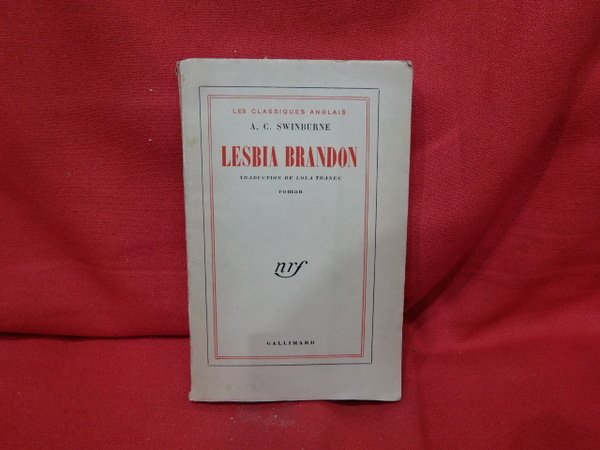 LES CLASSIQUES ANGLAIS
A. C. SWINBURNE
LESBIA BRANDON
TRADUCTION DE LOLA TRANEC
roman
nrf
GALLIMARD